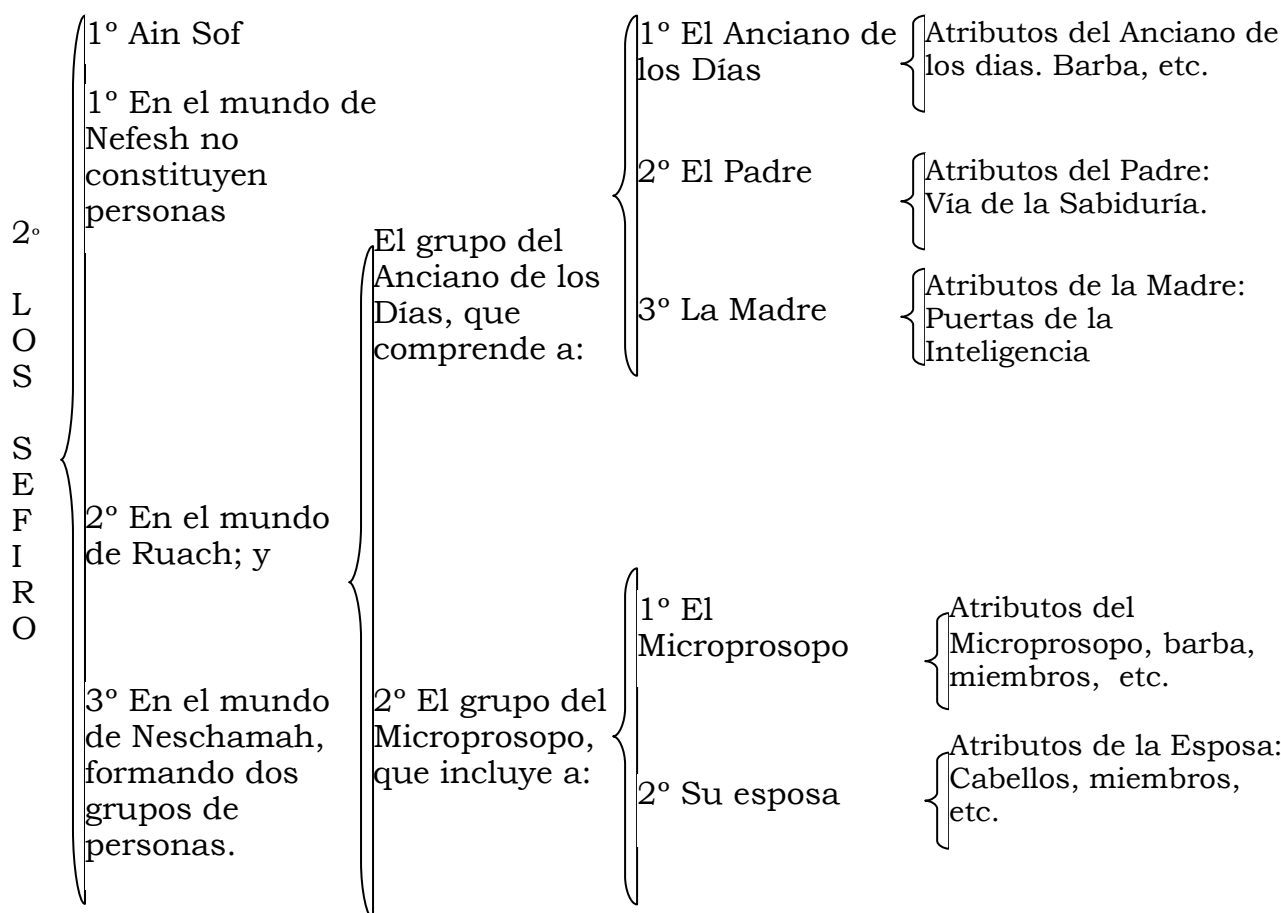 2º
L
O
S
S
E
F
I
R
O
1º Ain Sof
1º En el mundo de
Nefesh no
constituyen
personas
2º En el mundo
de Ruach; y
3º En el mundo
de Neschamah,
formando dos
grupos de
personas.
El grupo del
Anciano de los
Días, que
comprende a:
2º El grupo del
Microprosopo,
que incluye a:
1º El Anciano de
los Días
2º El Padre
3º La Madre
1º El
Microprosopo
2º Su esposa
Atributos del Anciano de
los dias. Barba, etc.
Atributos del Padre:
Vía de la Sabiduría.
Atributos de la Madre:
Puertas de la
Inteligencia
Atributos del
Microprosopo, barba,
miembros, etc.
Atributos de la Esposa:
Cabellos, miembros,
etc.